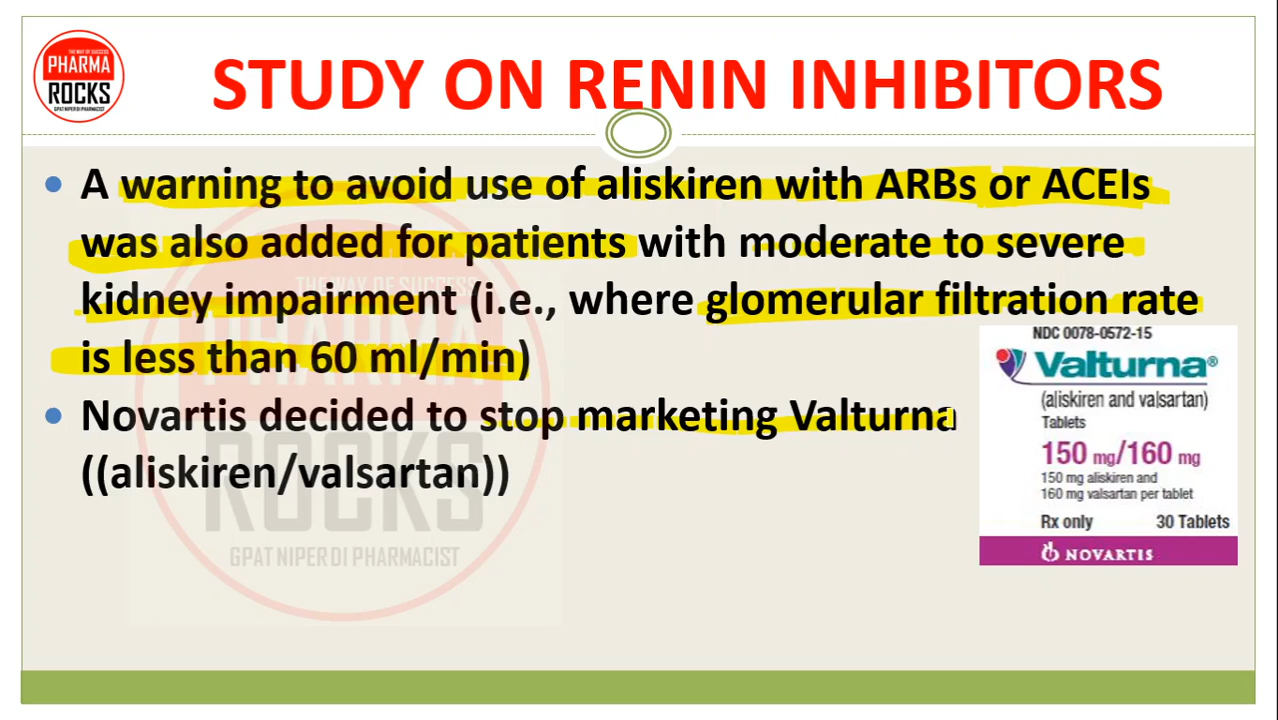 THE WAY OF SUCCESS
PHARMA
ROCKS
GPAT NIPER DI PHARMACIST
STUDY ON RENIN INHIBITORS
• A warning to avoid use of aliskiren with ARBs or ACEIs
was also added for patients with moderate to severe
kidney impairment (i.e., where glomerular filtration rate
is less than 60 ml/min)
• Novartis decided to stop marketing Valturna
((aliskiren/valsartan))
NDC 0078-0572-15
Valturna®
(aliskiren and valsartan)
Tablets
150 mg/160 mg
150 mg aliskiren and
160 mg valsartan per tablet
Rx only 30 Tablets
NOVARTIS
THE WAY OF SUCCESS
PHARMA
ROCKS
GPAT NIPER DI PHARMACIST